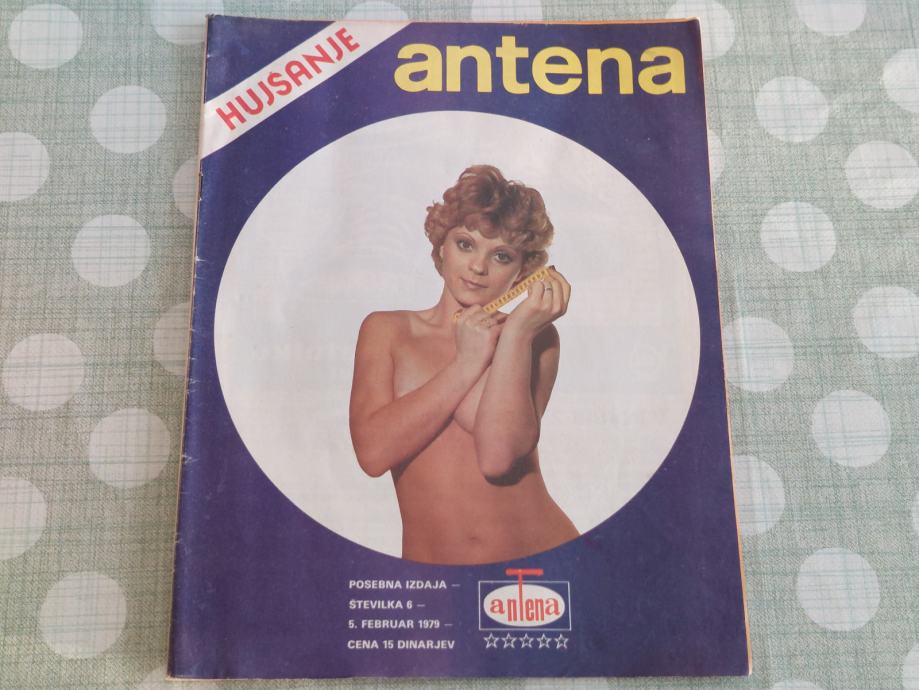 HUJŠANJE
antena
POSEBNA IZDAJA —
ŠTEVILKA 6 —
5. FEBRUAR 1979 —
CENA 15 DINARJEV
antena